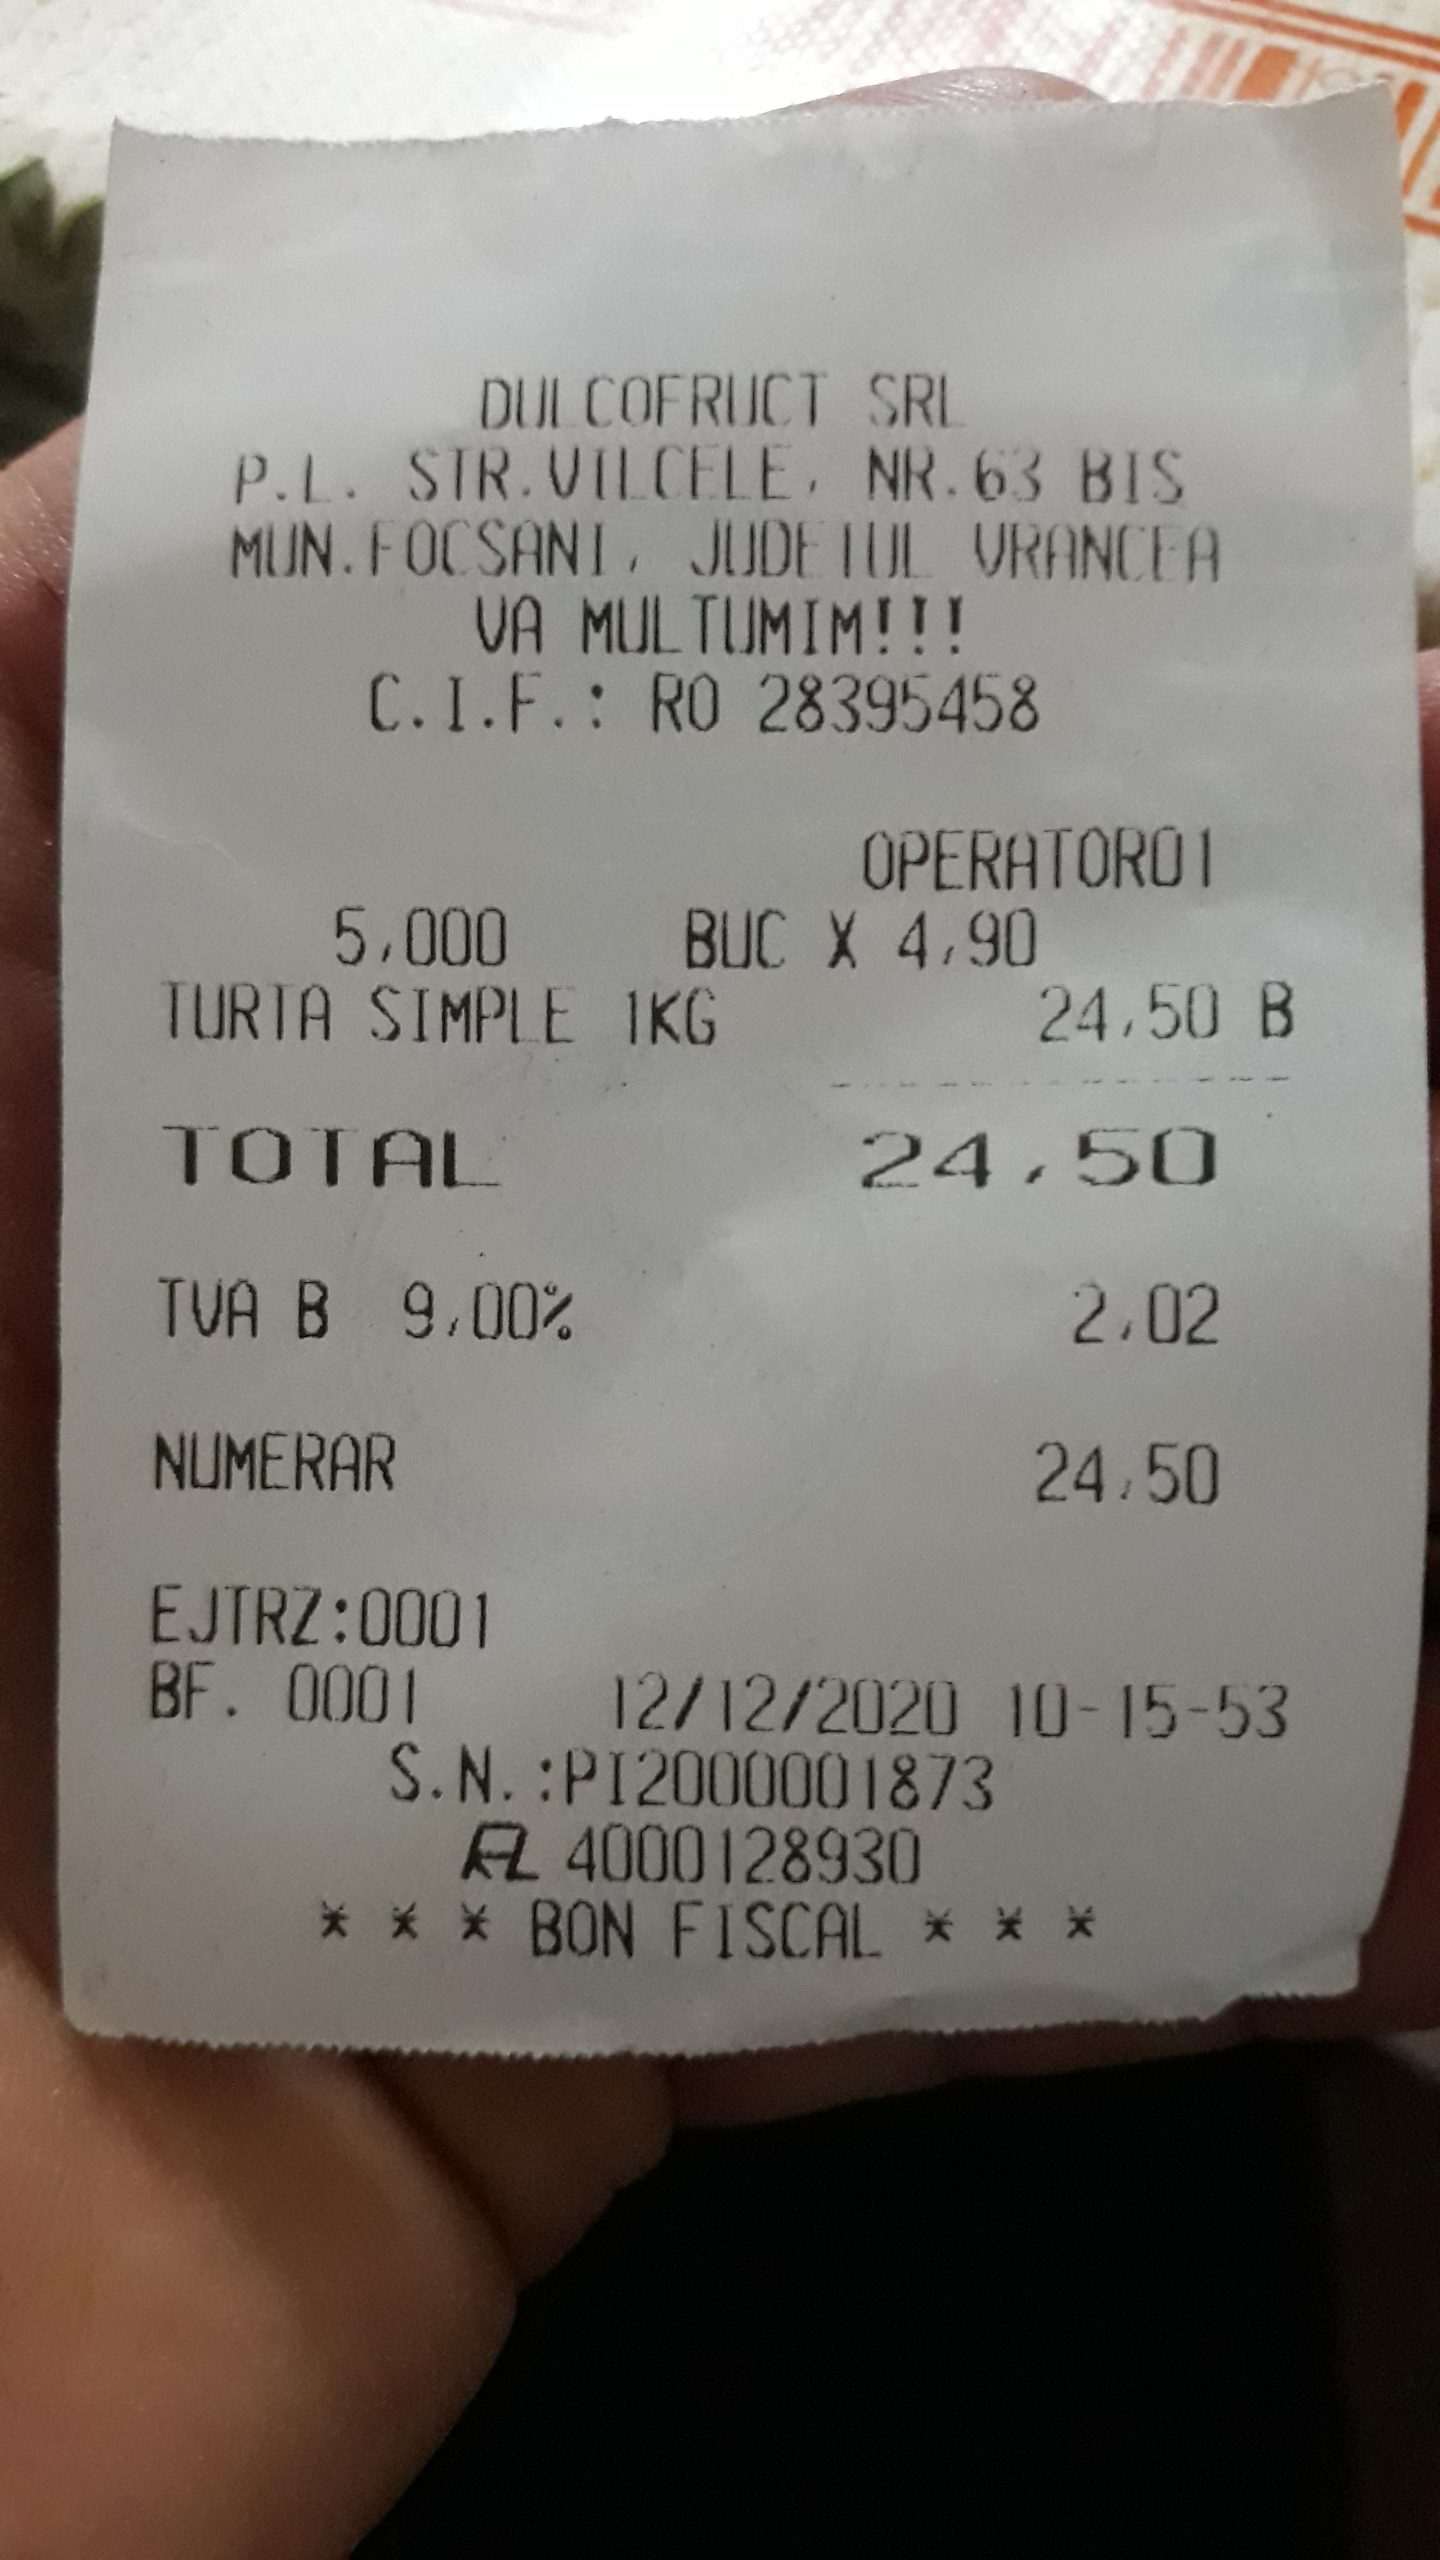 DULCOFRUCT SRL
P.L. STR.VILCELE, NR.63 BIS
MUN.FOCSANI, JUDETUL VRANCEA
VA MULTUMIM!!!
C.I.F.: RO 28395458
OPERATOR01
5,000 BUC X 4,90
TURTA SIMPLE 1KG 24,50 B
TOTAL 24,50
TVA B 9,00% 2,02
NUMERAR 24,50
EJTRZ:0001
BF. 0001 12/12/2020 10-15-53
S.N.:PI2000001873
4000128930
* * * BON FISCAL * * *